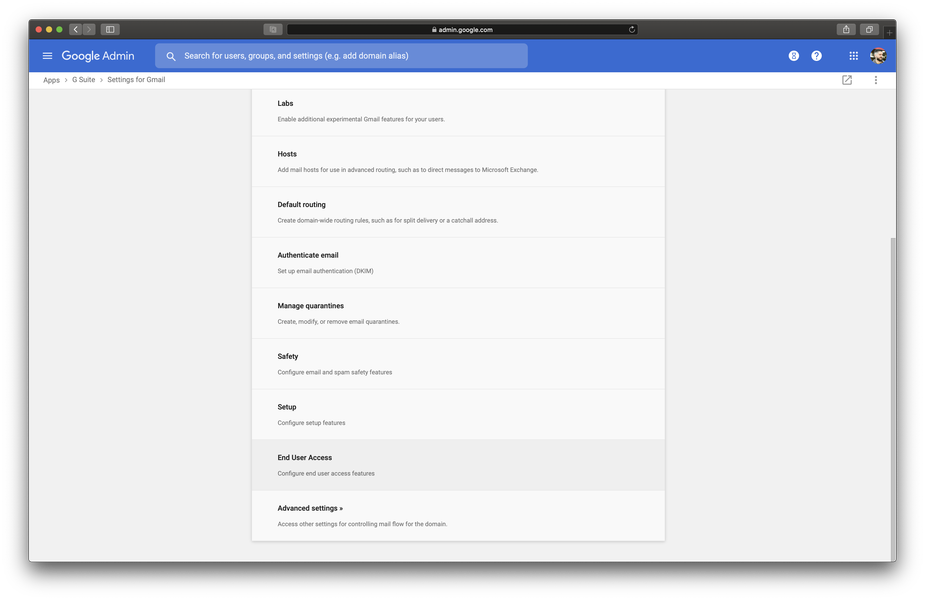 admin.google.com
Google Admin
Search for users, groups, and settings (e.g. add domain alias)
8 ?
Apps > G Suite > Settings for Gmail
Labs
Enable additional experimental Gmail features for your users.
Hosts
Add mail hosts for use in advanced routing, such as to direct messages to Microsoft Exchange.
Default routing
Create domain-wide routing rules, such as for split delivery or a catchall address.
Authenticate email
Set up email authentication (DKIM)
Manage quarantines
Create, modify, or remove email quarantines.
Safety
Configure email and spam safety features
Setup
Configure setup features
End User Access
Configure end user access features
Advanced settings »
Access other settings for controlling mail flow for the domain.